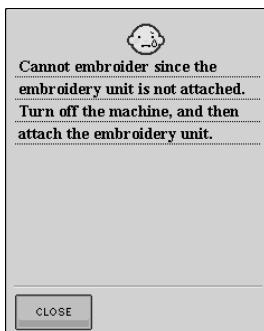 Cannot embroider since the
embroidery unit is not attached.
Turn off the machine, and then
attach the embroidery unit.
CLOSE